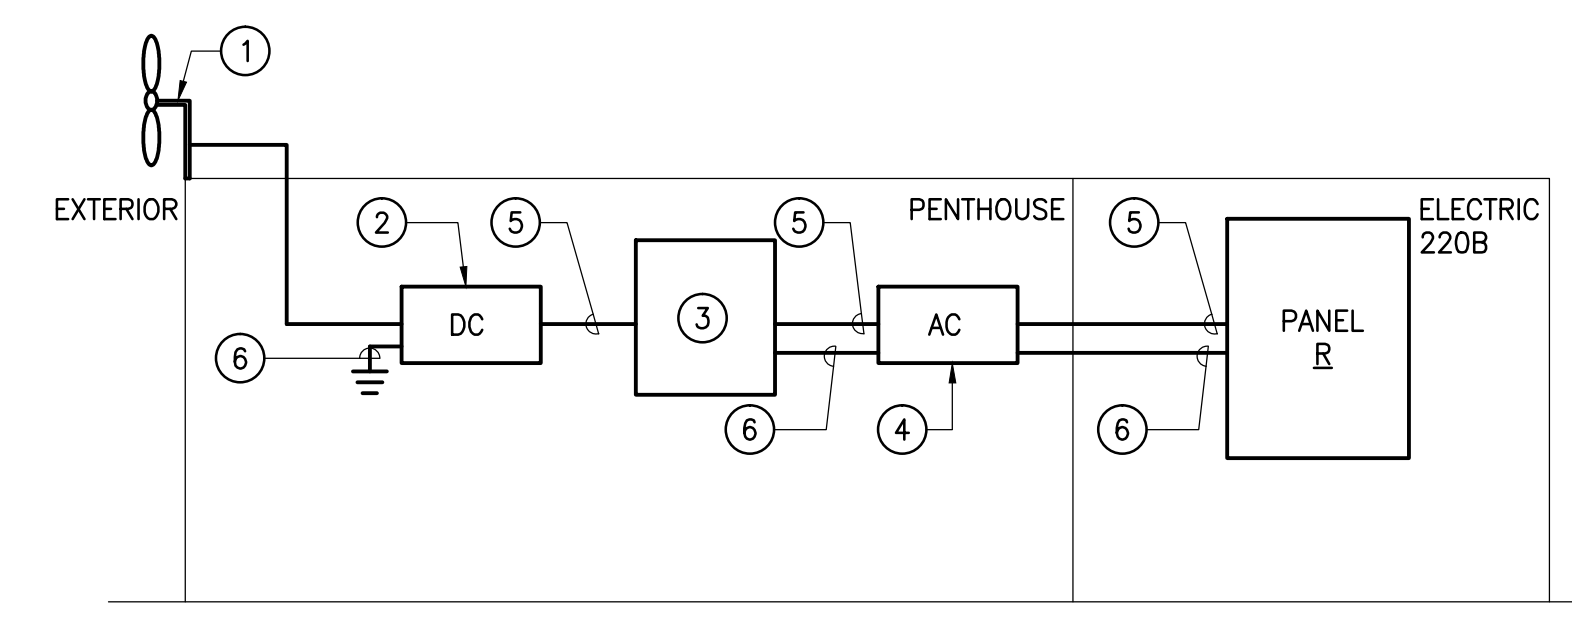 1
EXTERIOR
2
5
5
PENTHOUSE
5
ELECTRIC
220B
DC
3
AC
PANEL
R
6
6
4
6